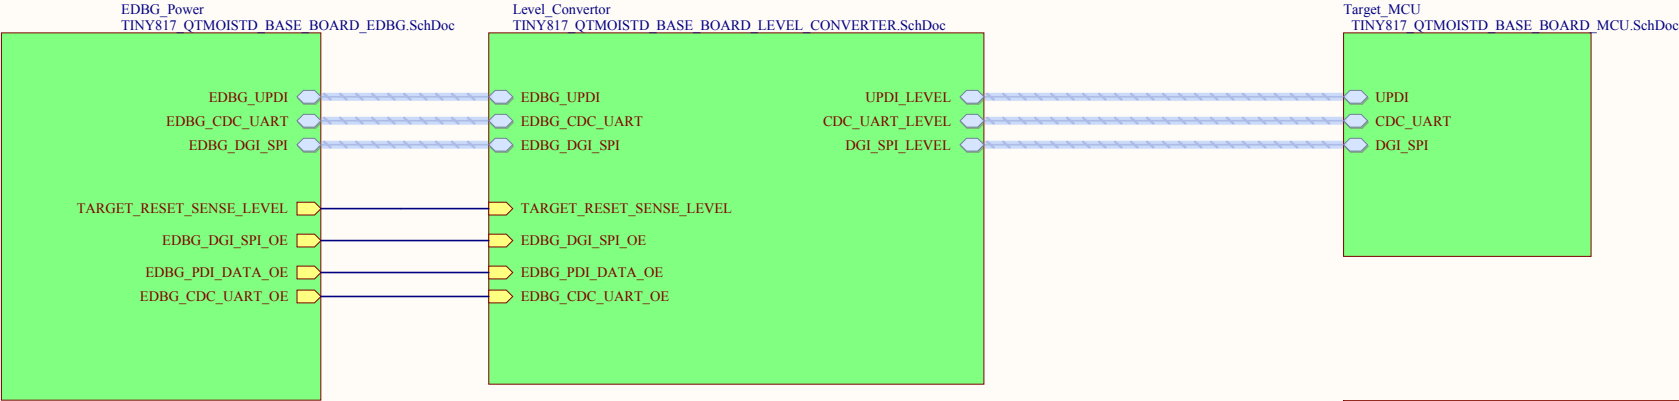 EDBG_Power
TINY817_QTMOISTD_BASE_BOARD_EDBG.SchDoc
EDBG_UPDI
EDBG_CDC_UART
EDBG_DGI_SPI
TARGET_RESET_SENSE_LEVEL
EDBG_DGI_SPI_OE
EDBG_PDI_DATA_OE
EDBG_CDC_UART_OE
Level_Convertor
TINY817_QTMOISTD_BASE_BOARD_LEVEL_CONVERTER.SchDoc
EDBG_UPDI
EDBG_CDC_UART
EDBG_DGI_SPI
TARGET_RESET_SENSE_LEVEL
EDBG_DGI_SPI_OE
EDBG_PDI_DATA_OE
EDBG_CDC_UART_OE
UPDI_LEVEL
CDC_UART_LEVEL
DGI_SPI_LEVEL
Target_MCU
TINY817_QTMOISTD_BASE_BOARD_MCU.SchDoc
UPDI
CDC_UART
DGI_SPI